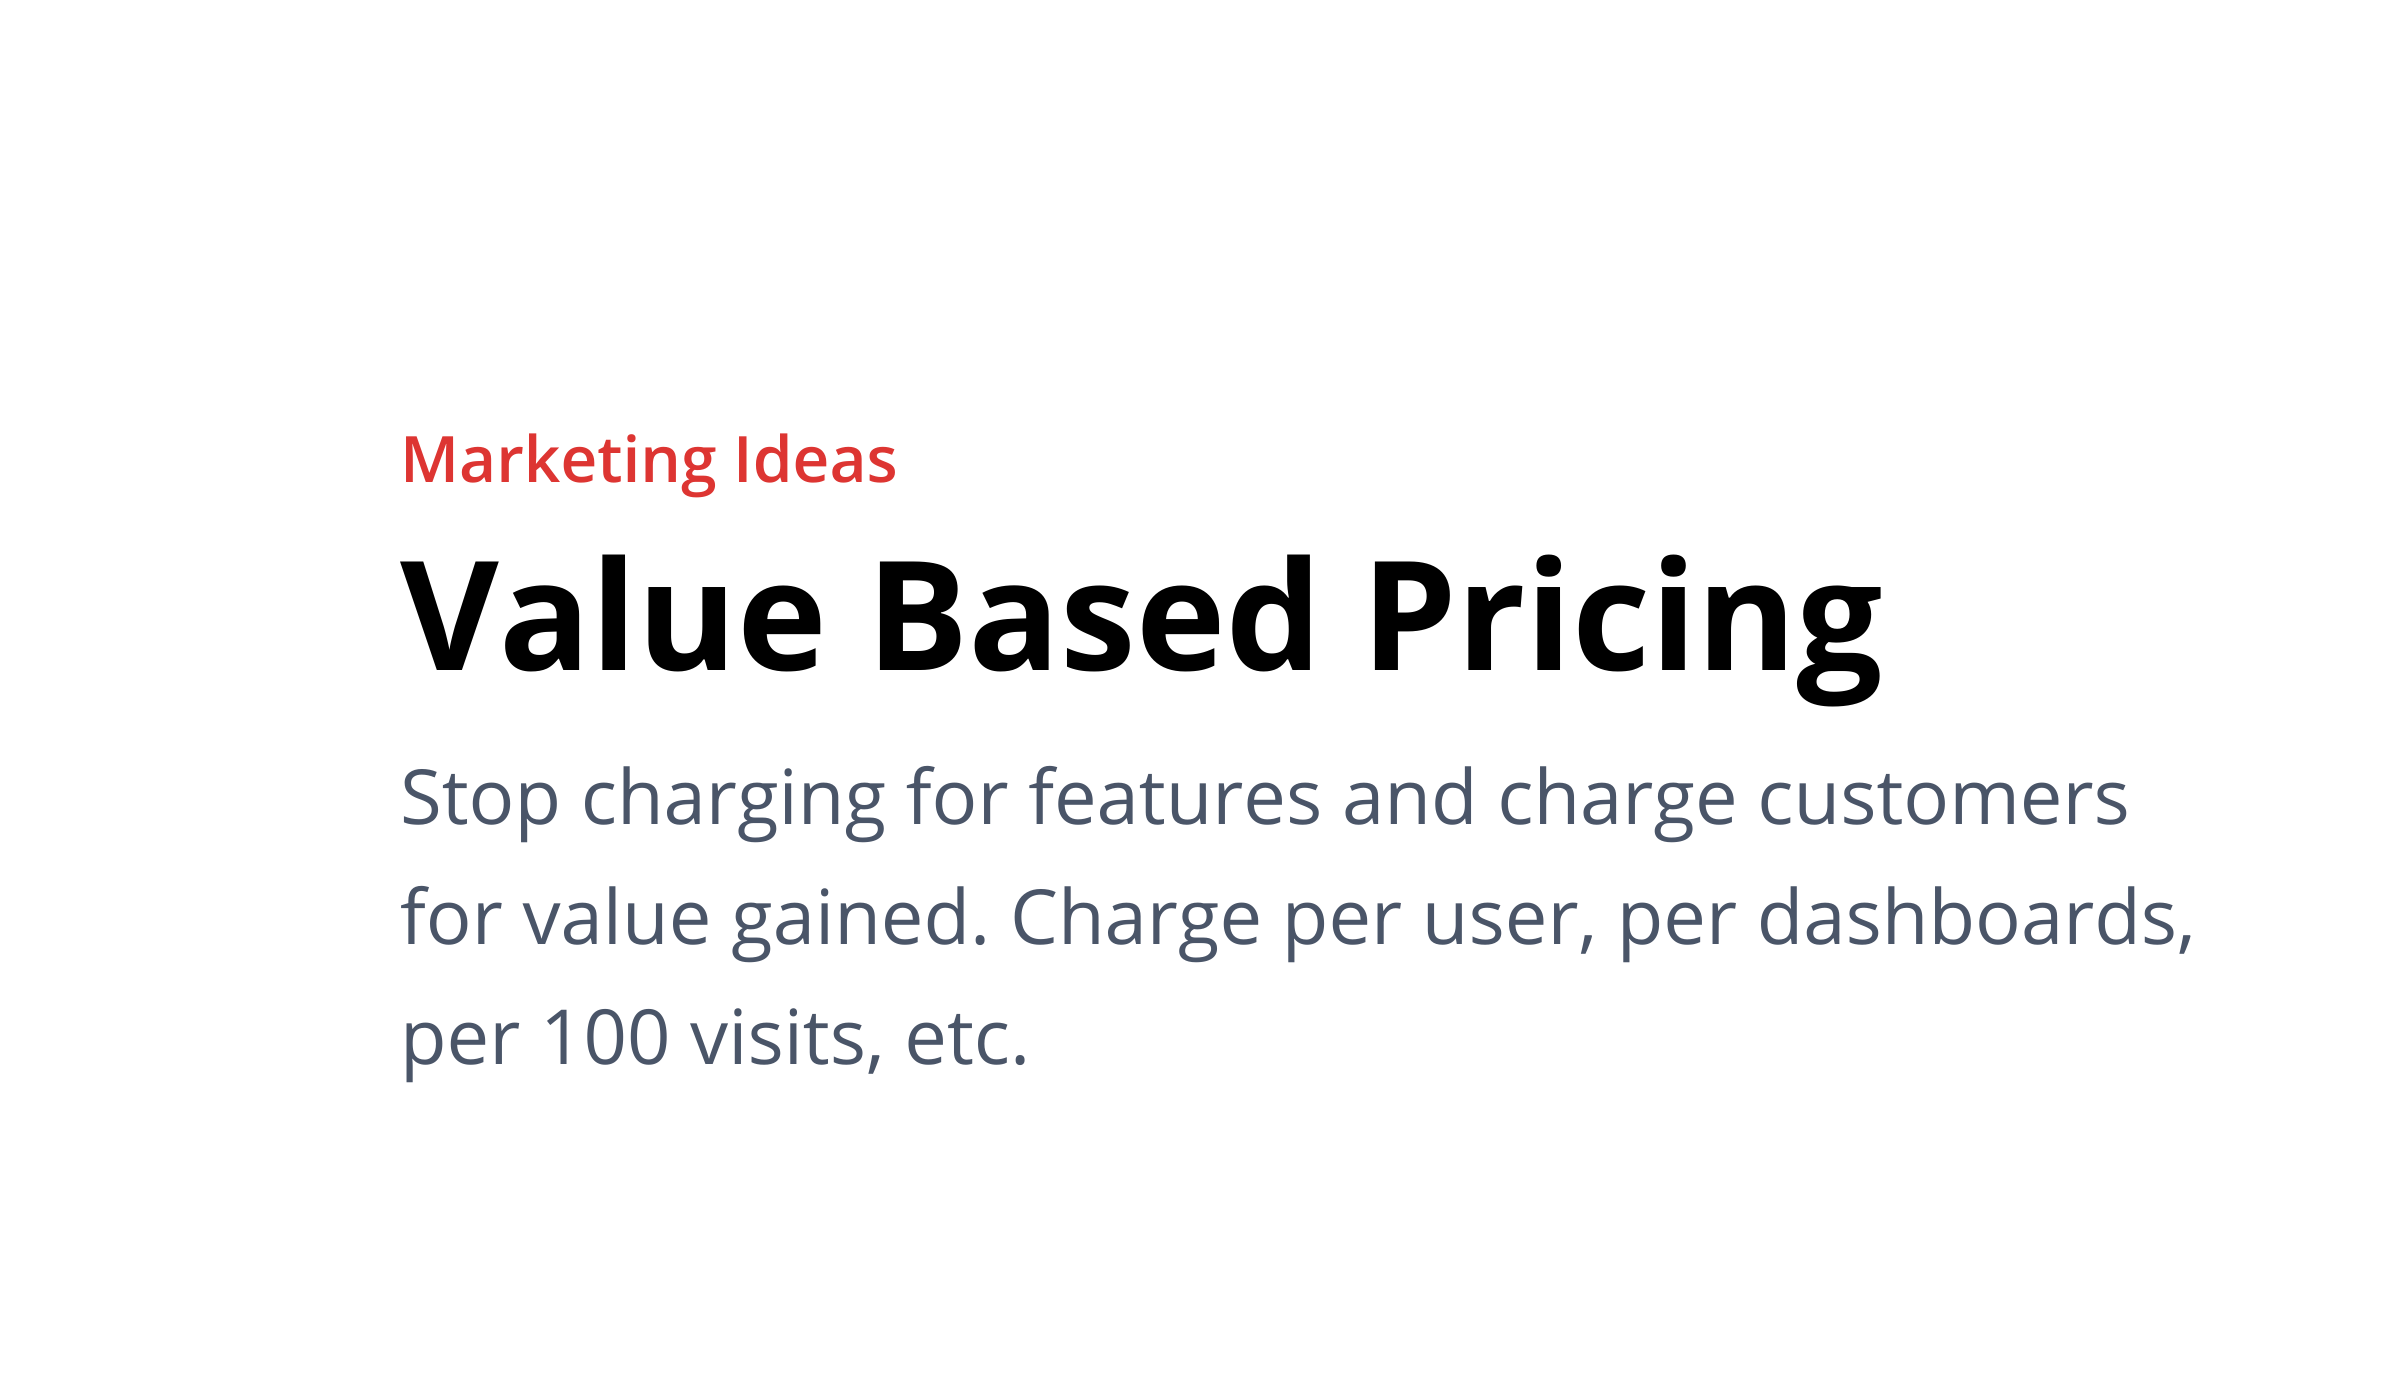 Marketing Ideas
Value Based Pricing
Stop charging for features and charge customers
for value gained. Charge per user, per dashboards,
per 100 visits, etc.